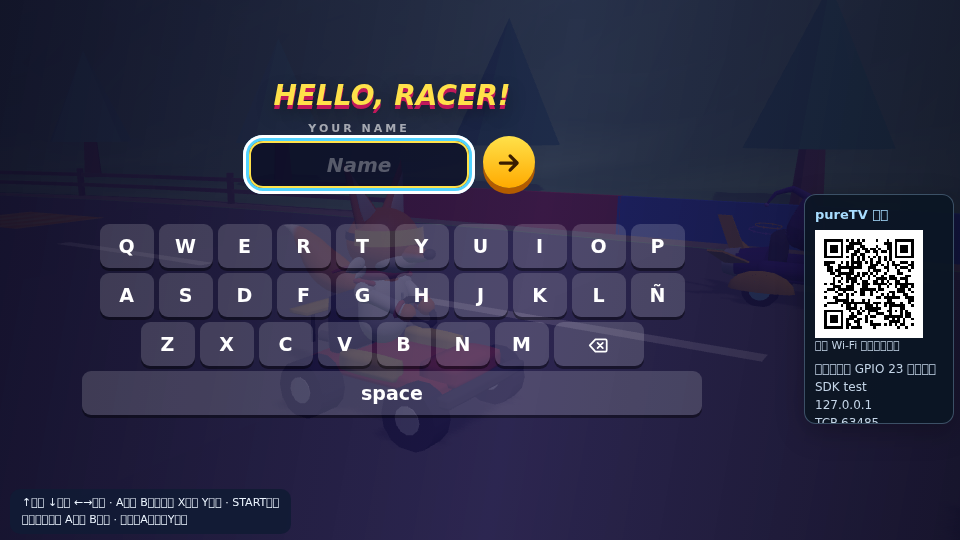 HELLO, RACER!
YOUR NAME
Name
Q W E R T Y U I O P
A S D F G H J K L Ñ
Z X C V B N M
space
pureTV
Wi-Fi
GPIO 23
SDK test
127.0.0.1
TCP 63485
↑ ↓ ←→ · A B X Y · START
A B · A Y